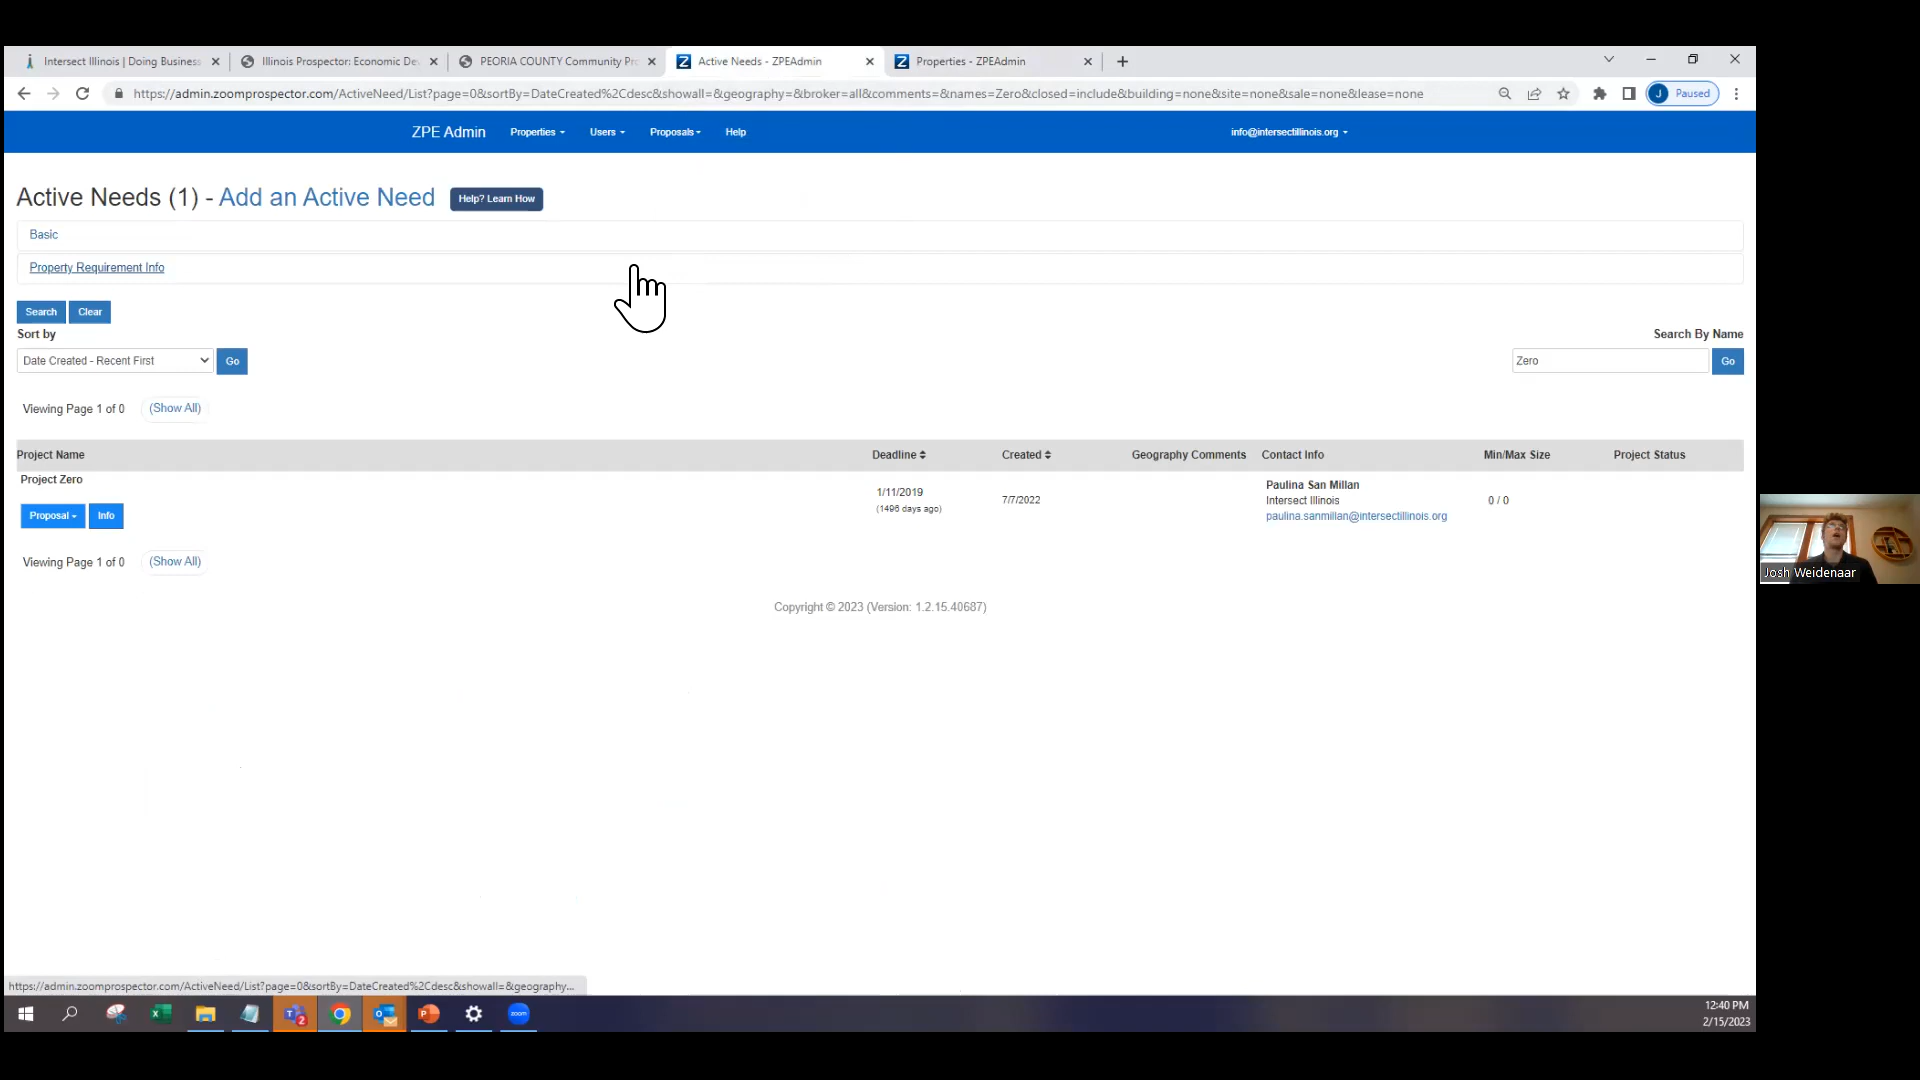 Intersect Illinois | Doing Business
Illinois Prospector: Economic De
PEORIA COUNTY Community Pro
Active Needs - ZPEAdmin
Properties - ZPEAdmin
https://admin.zoomprospector.com/ActiveNeed/List?page=0&sortBy=DateCreated%2Cdesc&showall=&geography=&broker=all&comments=&names=Zero&closed=include&building=none&site=none&sale=none&lease=none
J Paused
ZPE Admin Properties Users Proposals Help info@intersectillinois.org
Active Needs (1) - Add an Active Need Help? Learn How
Basic
Property Requirement Info
Search Clear
Sort by Search By Name
Date Created - Recent First Go Zero Go
Viewing Page 1 of 0 (Show All)
Project Name Deadline Created Geography Comments Contact Info Min/Max Size Project Status
Project Zero
Paulina San Millan
1/11/2019
7/7/2022 Intersect Illinois 0 / 0
(1496 days ago)
Proposal Info paulina.sanmillan@intersectillinois.org
Viewing Page 1 of 0 (Show All)
Josh Weidenaar
Copyright © 2023 (Version: 1.2.15.40687)
https://admin.zoomprospector.com/ActiveNeed/List?page=0&sortBy=DateCreated%2Cdesc&showall=&geography...
2
zoom
12:40 PM
2/15/2023